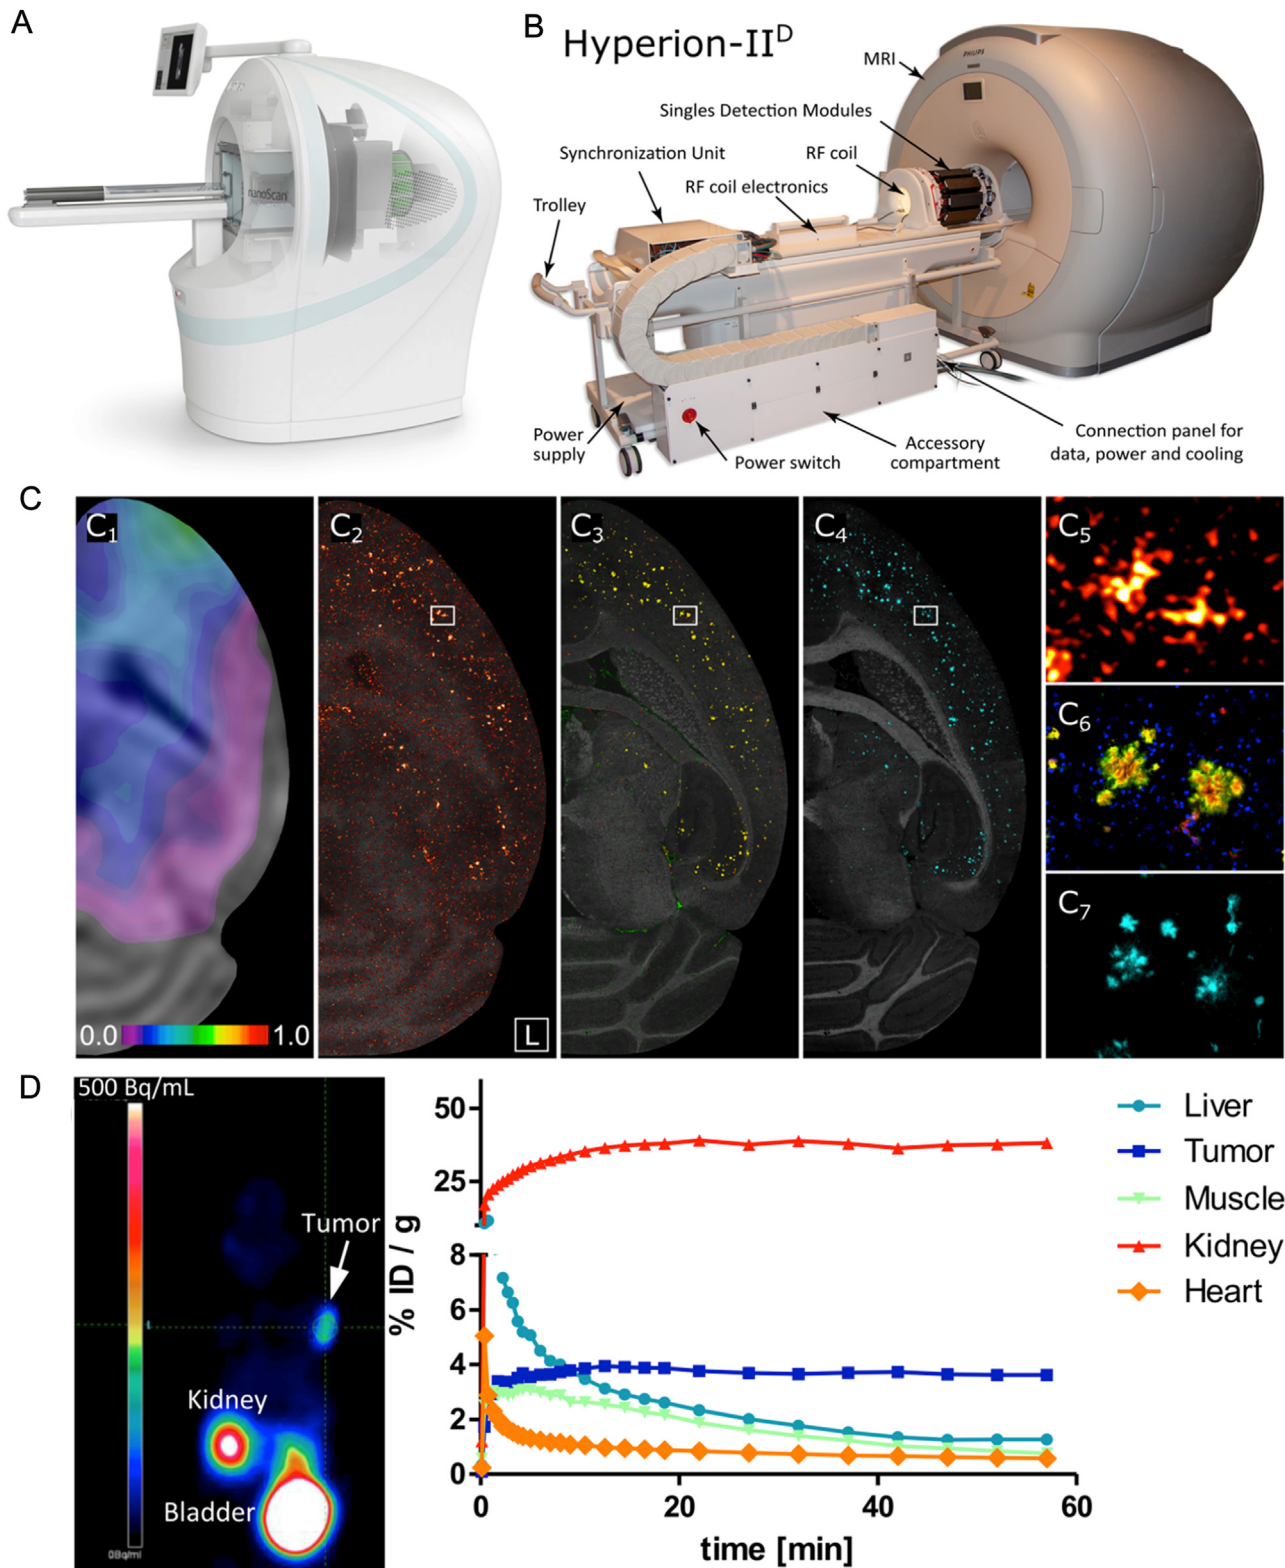 A
B
Hyperion-IIᴰ
PHILIPS
MRI
Singles Detection Modules
Synchronization Unit
RF coil
RF coil electronics
Trolley
nanoScan
Power
supply
Power switch
Accessory
compartment
Connection panel for
data, power and cooling
C
C₁
C₂
C₃
C₄
C₅
C₆
C₇
0.0
1.0
L
D
500 Bq/mL
Tumor
Kidney
Bladder
0Bq/ml
% ID / g
50
25
8
6
4
2
0
0
20
40
60
time [min]
Liver
Tumor
Muscle
Kidney
Heart